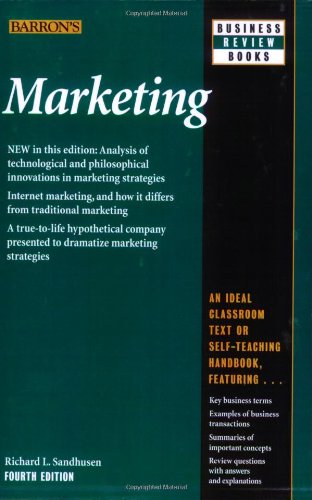 BARRON'S
BUSINESS
REVIEW
BOOKS
Marketing
NEW in this edition: Analysis of
technological and philosophical
innovations in marketing strategies
Internet marketing, and how it differs
from traditional marketing
A true-to-life hypothetical company
presented to dramatize marketing
strategies
AN IDEAL
CLASSROOM
TEXT OR
SELF-TEACHING
HANDBOOK,
FEATURING . . .
Key business terms
Examples of business
transactions
Summaries of
important concepts
Review questions
with answers
and explanations
Richard L. Sandhusen
FOURTH EDITION